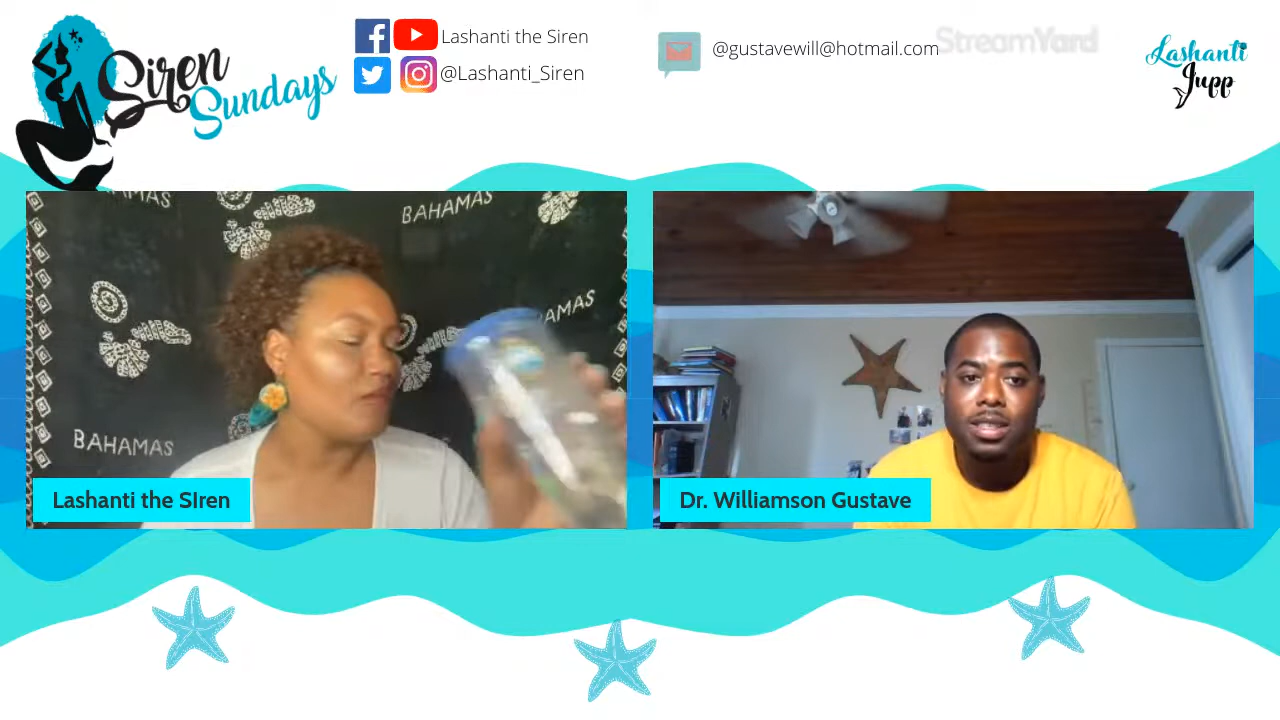 Siren
Sundays
Lashanti the Siren
@Lashanti_Siren
@gustavewill@hotmail.com
StreamYard
Lashanti
Jupp
BAHAMAS
BAHAMAS
AMAS
BAHAMAS
Lashanti the SIren
Dr. Williamson Gustave